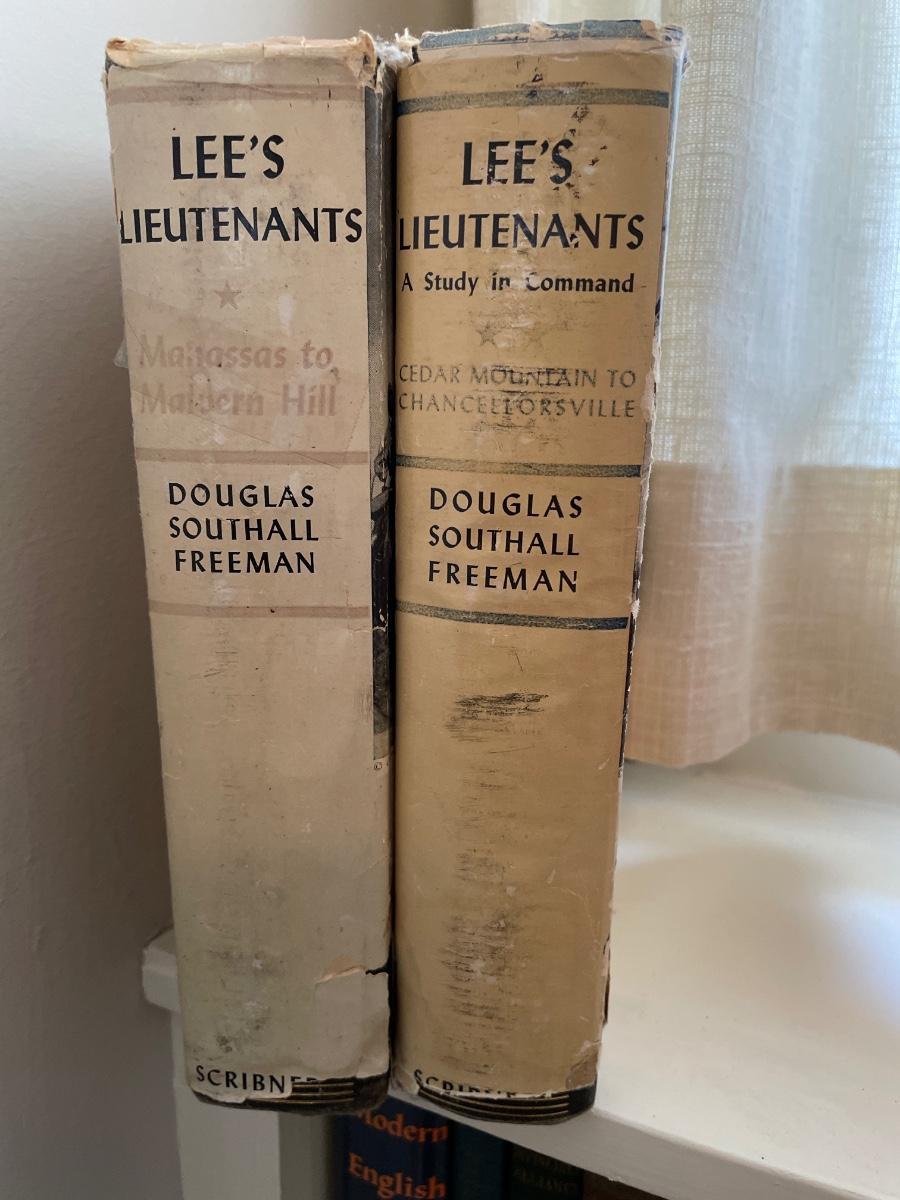 LEE'S
LIEUTENANTS
Manassas to
Malvern Hill
DOUGLAS
SOUTHALL
FREEMAN
SCRIBNER
LEE'S
LIEUTENANTS
A Study in Command
CEDAR MOUNTAIN TO
CHANCELLORSVILLE
DOUGLAS
SOUTHALL
FREEMAN
Modern
English